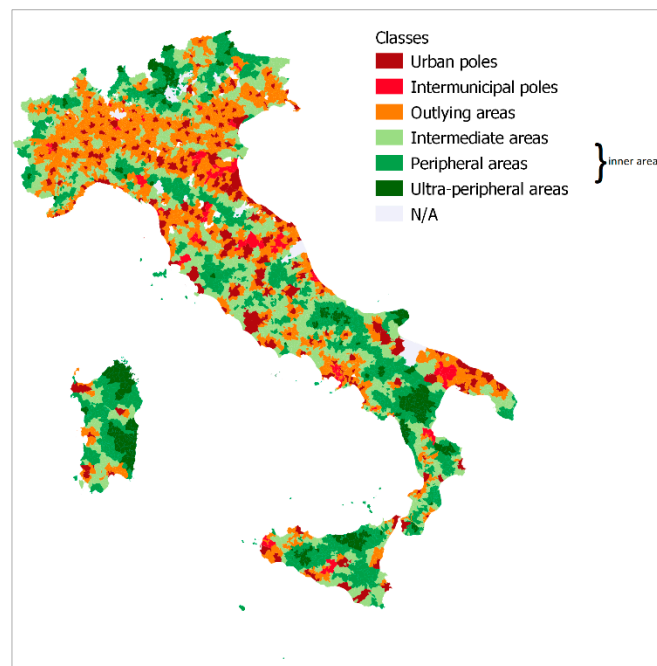 Classes
Urban poles
Intermunicipal poles
Outlying areas
Intermediate areas
Peripheral areas
Ultra-peripheral areas
N/A
inner area